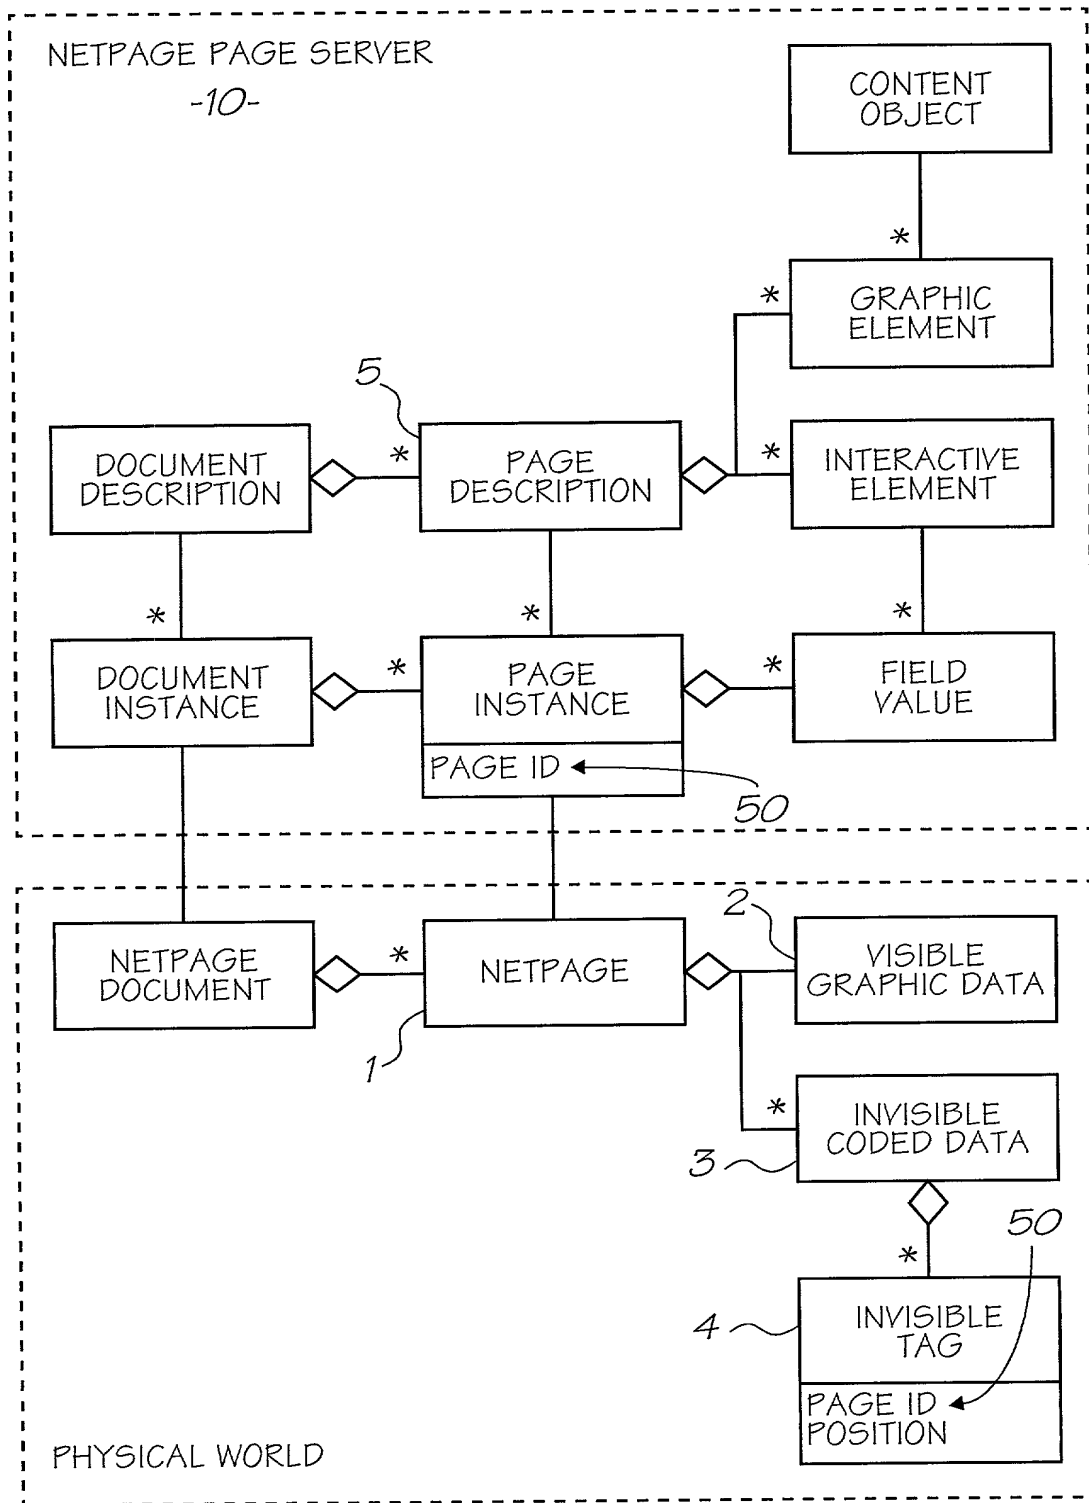 NETPAGE PAGE SERVER
-10-
CONTENT
OBJECT
*
GRAPHIC
ELEMENT
*
5
DOCUMENT
DESCRIPTION
*
PAGE
DESCRIPTION
*
INTERACTIVE
ELEMENT
*
*
*
DOCUMENT
INSTANCE
*
PAGE
INSTANCE
*
FIELD
VALUE
PAGE ID
50
2
NETPAGE
DOCUMENT
*
NETPAGE
VISIBLE
GRAPHIC DATA
1
*
INVISIBLE
CODED DATA
3
50
*
4
INVISIBLE
TAG
PAGE ID
POSITION
PHYSICAL WORLD